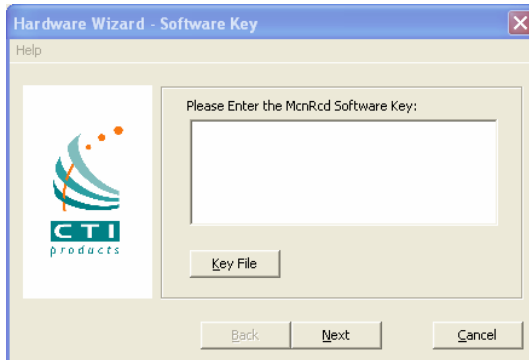 Hardware Wizard - Software Key
Help
Please Enter the McnRcd Software Key:
CTI
products
Key File
Back Next Cancel